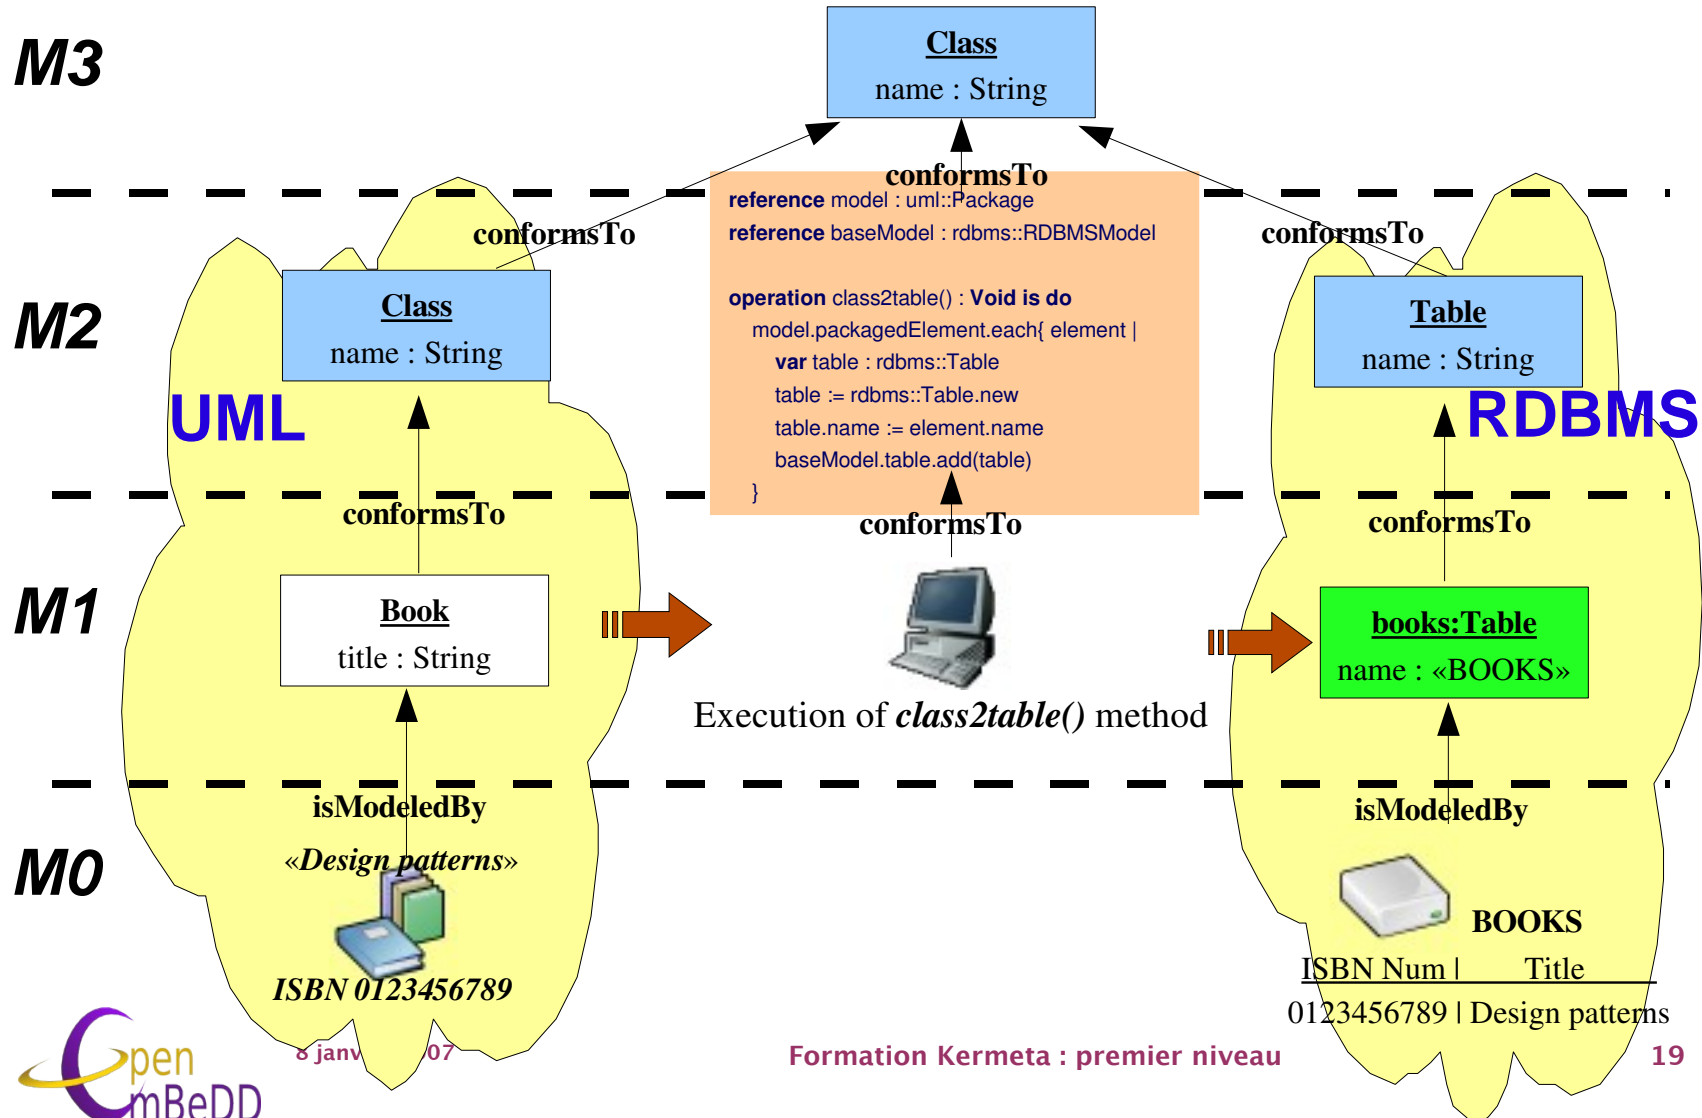 M3
Class
name : String
conformsTo
conformsTo
conformsTo
M2
Class
name : String
UML
reference model : uml::Package
reference baseModel : rdbms::RDBMSModel
operation class2table() : Void is do
model.packagedElement.each{ element |
var table : rdbms::Table
table := rdbms::Table.new
table.name := element.name
baseModel.table.add(table)
}
Table
name : String
RDBMS
conformsTo
conformsTo
conformsTo
M1
Book
title : String
Execution of class2table() method
books:Table
name : «BOOKS»
isModeledBy
isModeledBy
M0
«Design patterns»
ISBN 0123456789
BOOKS
ISBN Num | Title
0123456789 | Design patterns
Open
EmBeDD
8 janv 07
Formation Kermeta : premier niveau
19